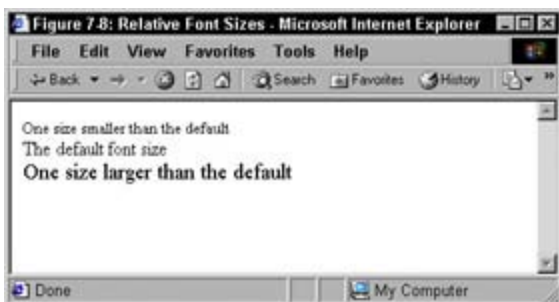 Figure 7-8: Relative Font Sizes - Microsoft Internet Explorer
File Edit View Favorites Tools Help
Back Search Favorites History »
One size smaller than the default
The default font size
One size larger than the default
Done My Computer